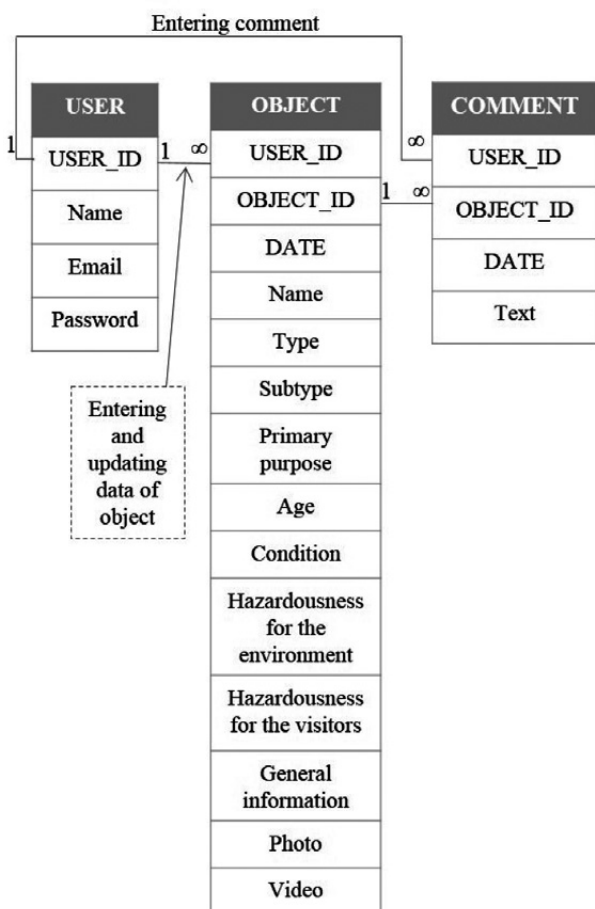 Entering comment
USER
1
USER_ID
1
Name
Email
Password
Entering
and
updating
data of
object
OBJECT
∞
USER_ID
OBJECT_ID
1
DATE
Name
Type
Subtype
Primary
purpose
Age
Condition
Hazardousness
for the
environment
Hazardousness
for the visitors
General
information
Photo
Video
COMMENT
∞
USER_ID
∞
OBJECT_ID
DATE
Text